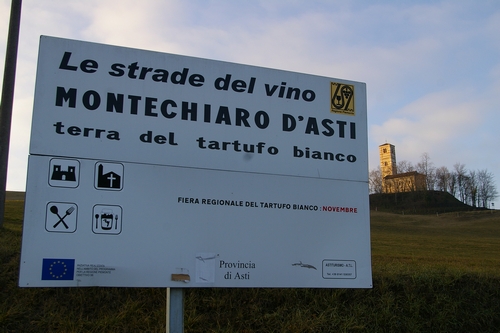 Le strade del vino
MONTECHIARO D'ASTI
terra del tartufo bianco
FIERA REGIONALE DEL TARTUFO BIANCO : NOVEMBRE
Provincia
di Asti